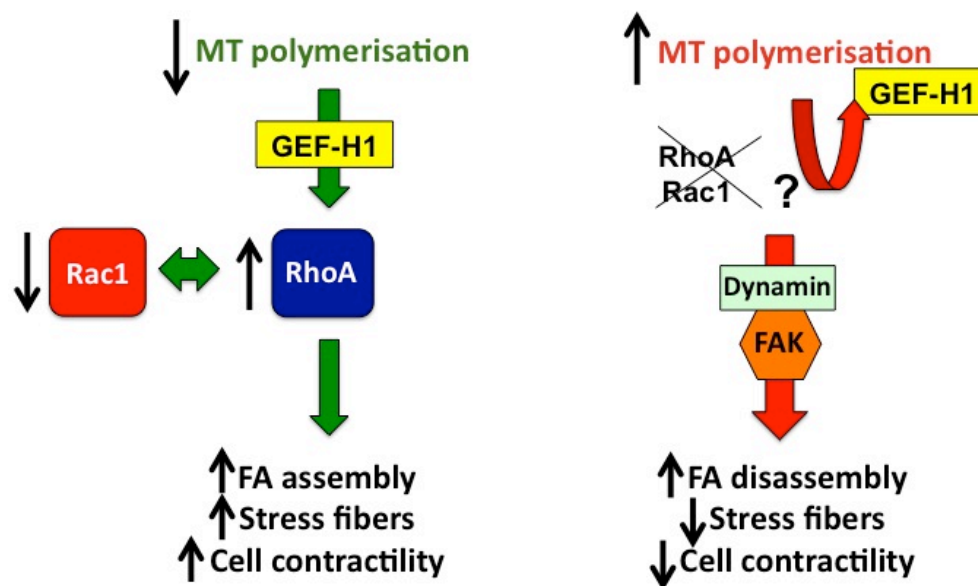 MT polymerisation
GEF-H1
Rac1
RhoA
FA assembly
Stress fibers
Cell contractility
MT polymerisation
GEF-H1
RhoA
Rac1
?
Dynamin
FAK
FA disassembly
Stress fibers
Cell contractility